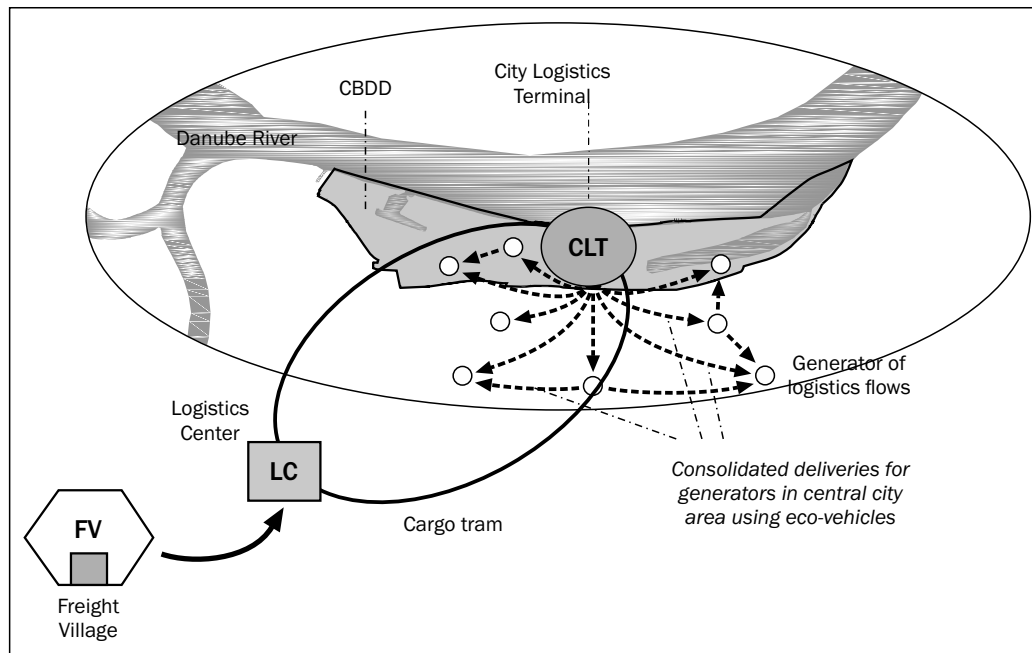 City Logistics
Terminal
CBDD
Danube River
CLT
Generator of
logistics flows
Logistics
Center
LC
Consolidated deliveries for
generators in central city
area using eco-vehicles
Cargo tram
FV
Freight
Village